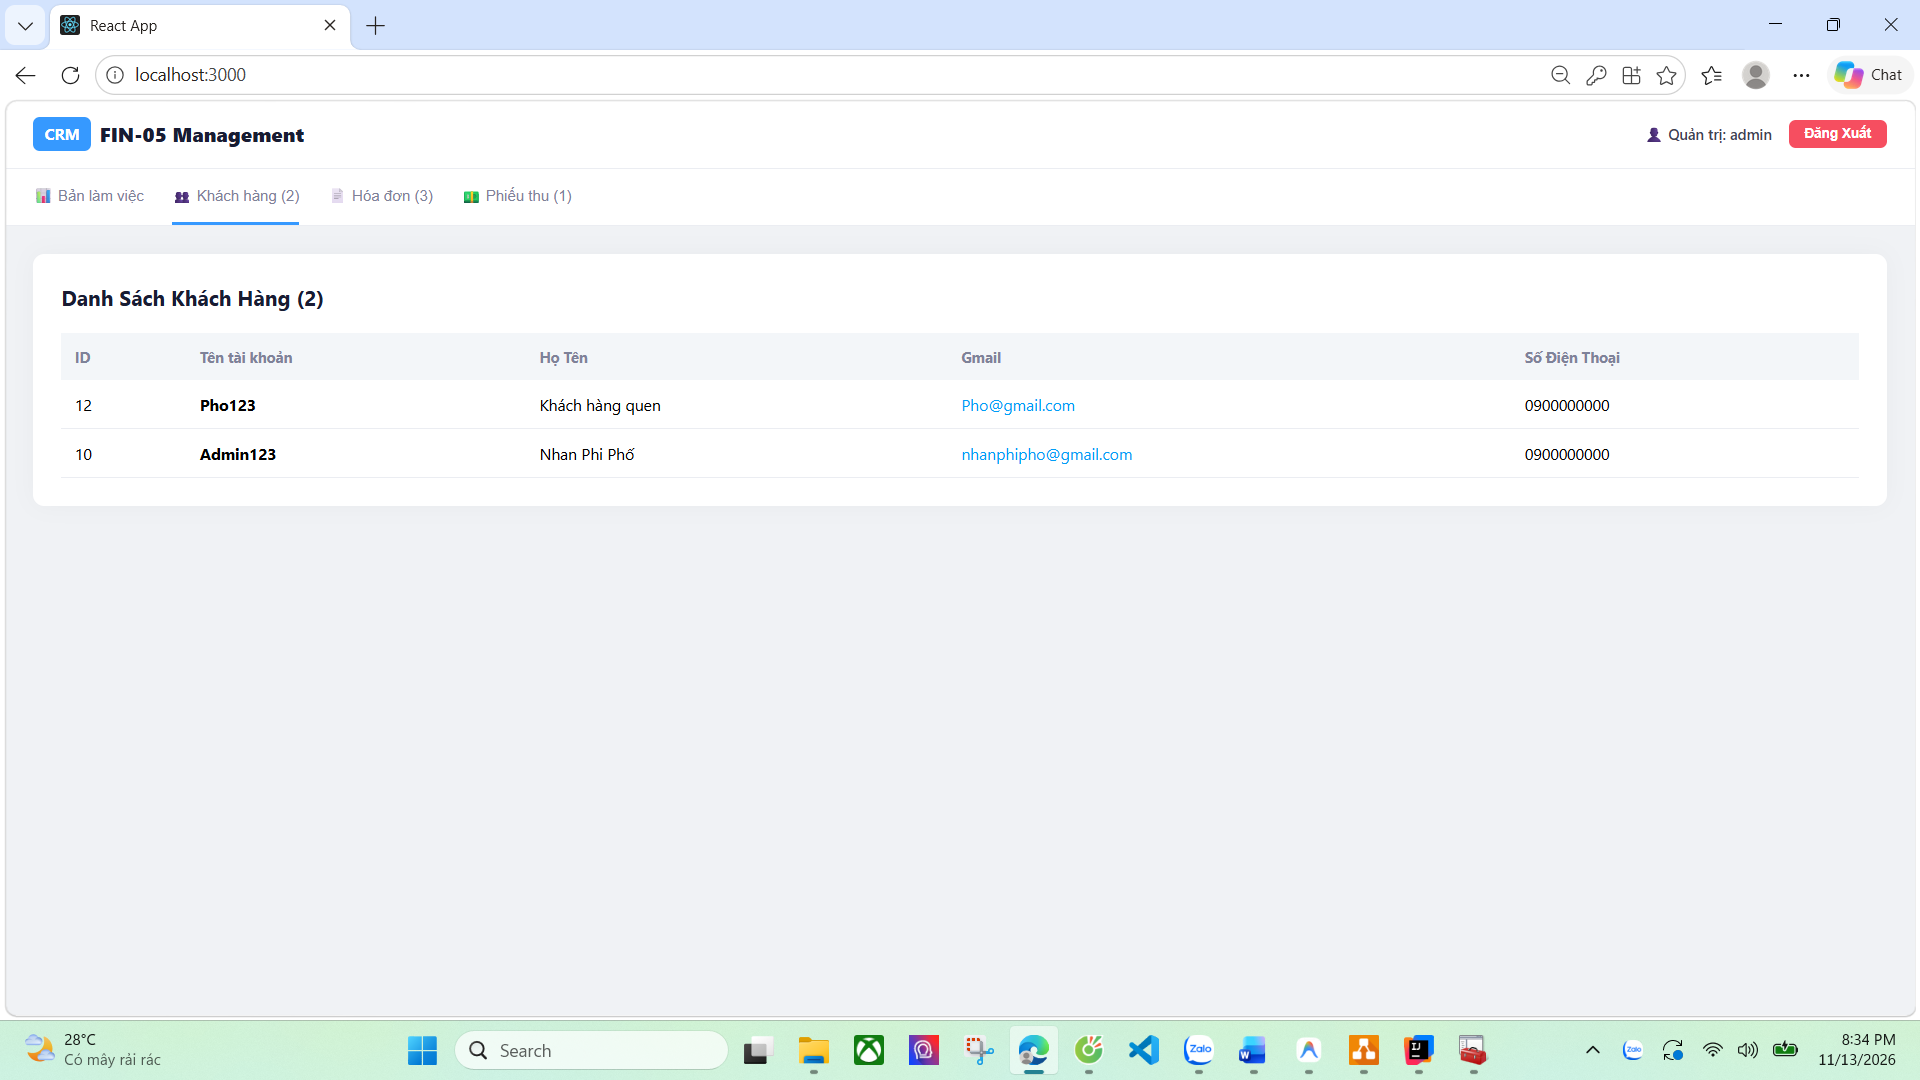 React App
localhost:3000
Chat
CRM FIN-05 Management
Quản trị: admin
Đăng Xuất
Bản làm việc
Khách hàng (2)
Hóa đơn (3)
Phiếu thu (1)
Danh Sách Khách Hàng (2)
ID Tên tài khoản Họ Tên Gmail Số Điện Thoại
12 Pho123 Khách hàng quen Pho@gmail.com 0900000000
10 Admin123 Nhan Phi Phố nhanphipho@gmail.com 0900000000
28°C
Có mây rải rác
Search
Zalo
W
IJ
Zalo
8:34 PM
11/13/2026